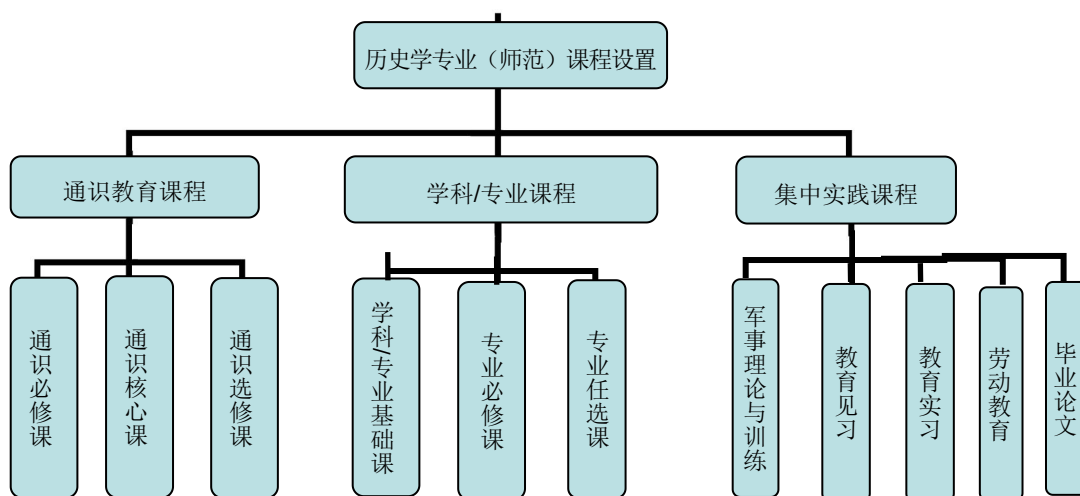 历史学专业（师范）课程设置
通识教育课程
学科/专业课程
集中实践课程
通识必修课
通识核心课
通识选修课
学科/专业基础课
专业必修课
专业任选课
军事理论与训练
教育见习
教育实习
劳动教育
毕业论文